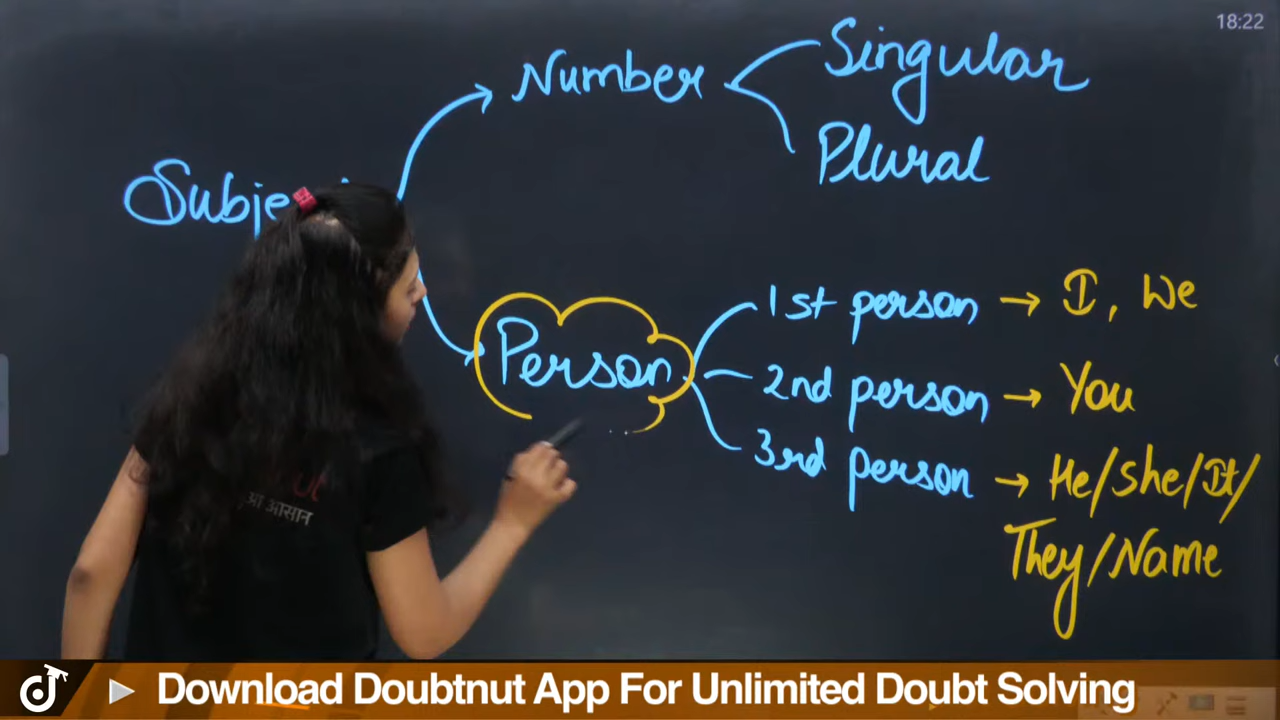 18:22
Number
Singular
Plural
Person
1st person → I, We
2nd person → You
3rd person → He/She/It/
They/Name
आसान
Download Doubtnut App For Unlimited Doubt Solving